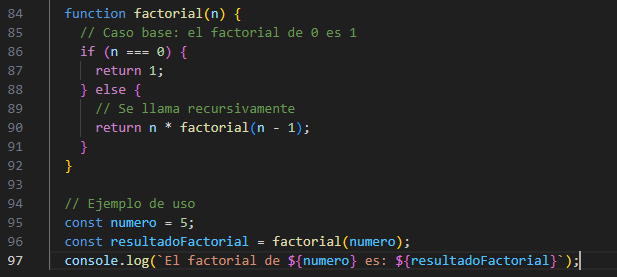 84 function factorial(n) {
85 // Caso base: el factorial de 0 es 1
86 if (n === 0) {
87 return 1;
88 } else {
89 // Se llama recursivamente
90 return n * factorial(n - 1);
91 }
92 }
93
94 // Ejemplo de uso
95 const numero = 5;
96 const resultadoFactorial = factorial(numero);
97 console.log(`El factorial de ${numero} es: ${resultadoFactorial}`);